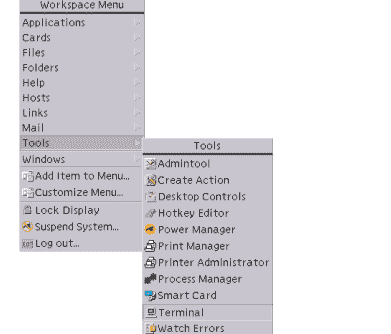 Workspace Menu
Applications
Cards
Files
Folders
Help
Hosts
Links
Mail
Tools
Windows
Add Item to Menu...
Customize Menu...
Lock Display
Suspend System...
Log out...
Tools
Admintool
Create Action
Desktop Controls
Hotkey Editor
Power Manager
Print Manager
Printer Administrator
Process Manager
Smart Card
Terminal
Watch Errors